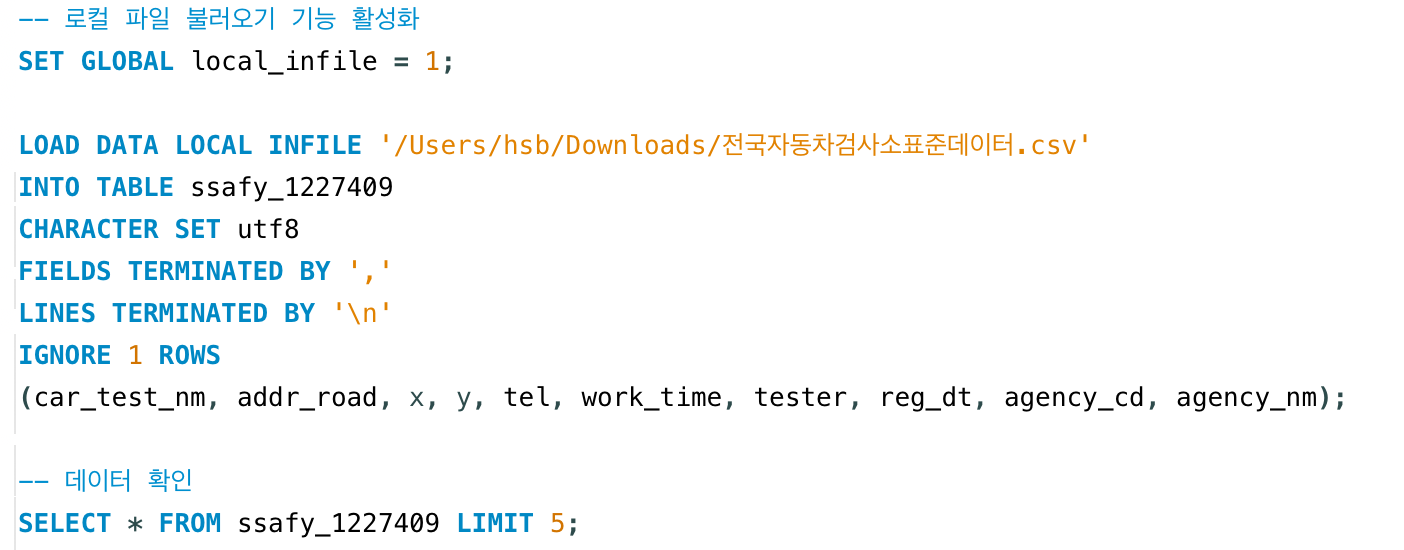 -- 로컬 파일 불러오기 기능 활성화
SET GLOBAL local_infile = 1;
LOAD DATA LOCAL INFILE '/Users/hsb/Downloads/전국자동차검사소표준데이터.csv'
INTO TABLE ssafy_1227409
CHARACTER SET utf8
FIELDS TERMINATED BY ','
LINES TERMINATED BY '\n'
IGNORE 1 ROWS
(car_test_nm, addr_road, x, y, tel, work_time, tester, reg_dt, agency_cd, agency_nm);
-- 데이터 확인
SELECT * FROM ssafy_1227409 LIMIT 5;